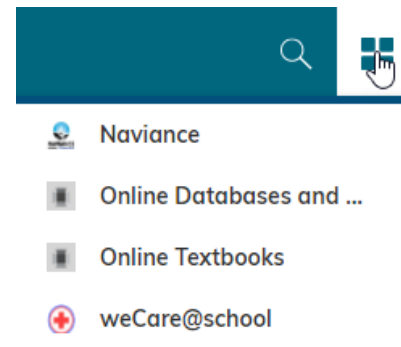 Naviance
Online Databases and ...
Online Textbooks
weCare@school